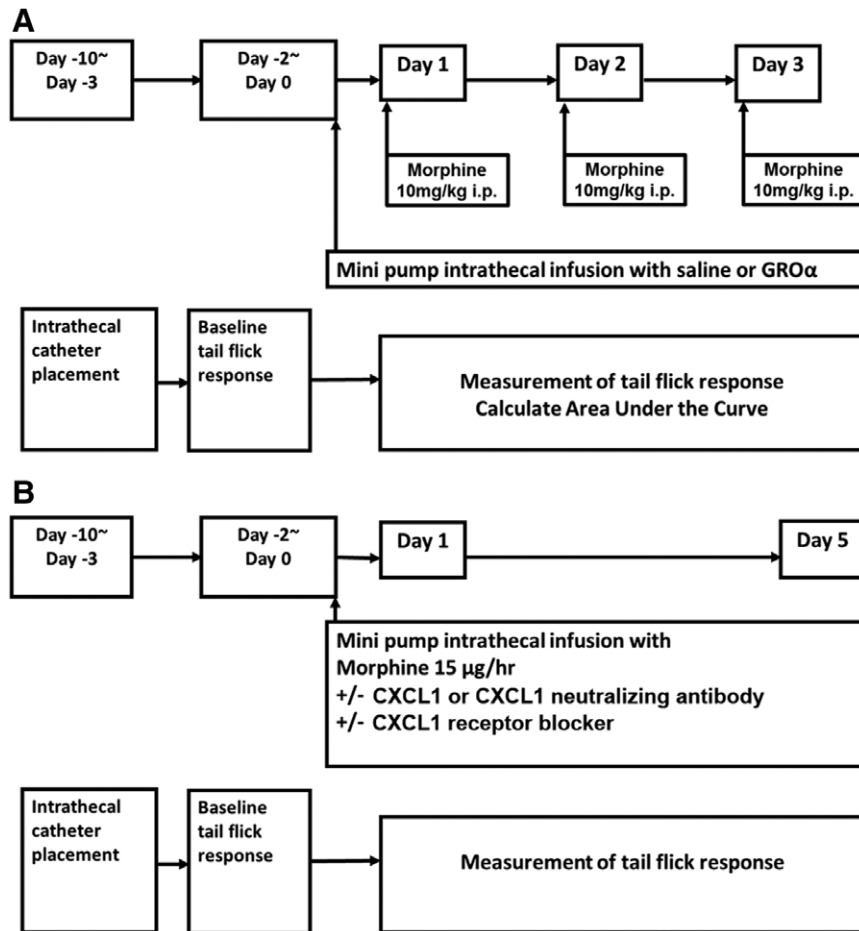 A
Day -10~
Day -3
Day -2~
Day 0
Day 1
Day 2
Day 3
Morphine
10mg/kg i.p.
Morphine
10mg/kg i.p.
Morphine
10mg/kg i.p.
Mini pump intrathecal infusion with saline or GROα
Intrathecal
catheter
placement
Baseline
tail flick
response
Measurement of tail flick response
Calculate Area Under the Curve
B
Day -10~
Day -3
Day -2~
Day 0
Day 1
Day 5
Mini pump intrathecal infusion with
Morphine 15 µg/hr
+/- CXCL1 or CXCL1 neutralizing antibody
+/- CXCL1 receptor blocker
Intrathecal
catheter
placement
Baseline
tail flick
response
Measurement of tail flick response